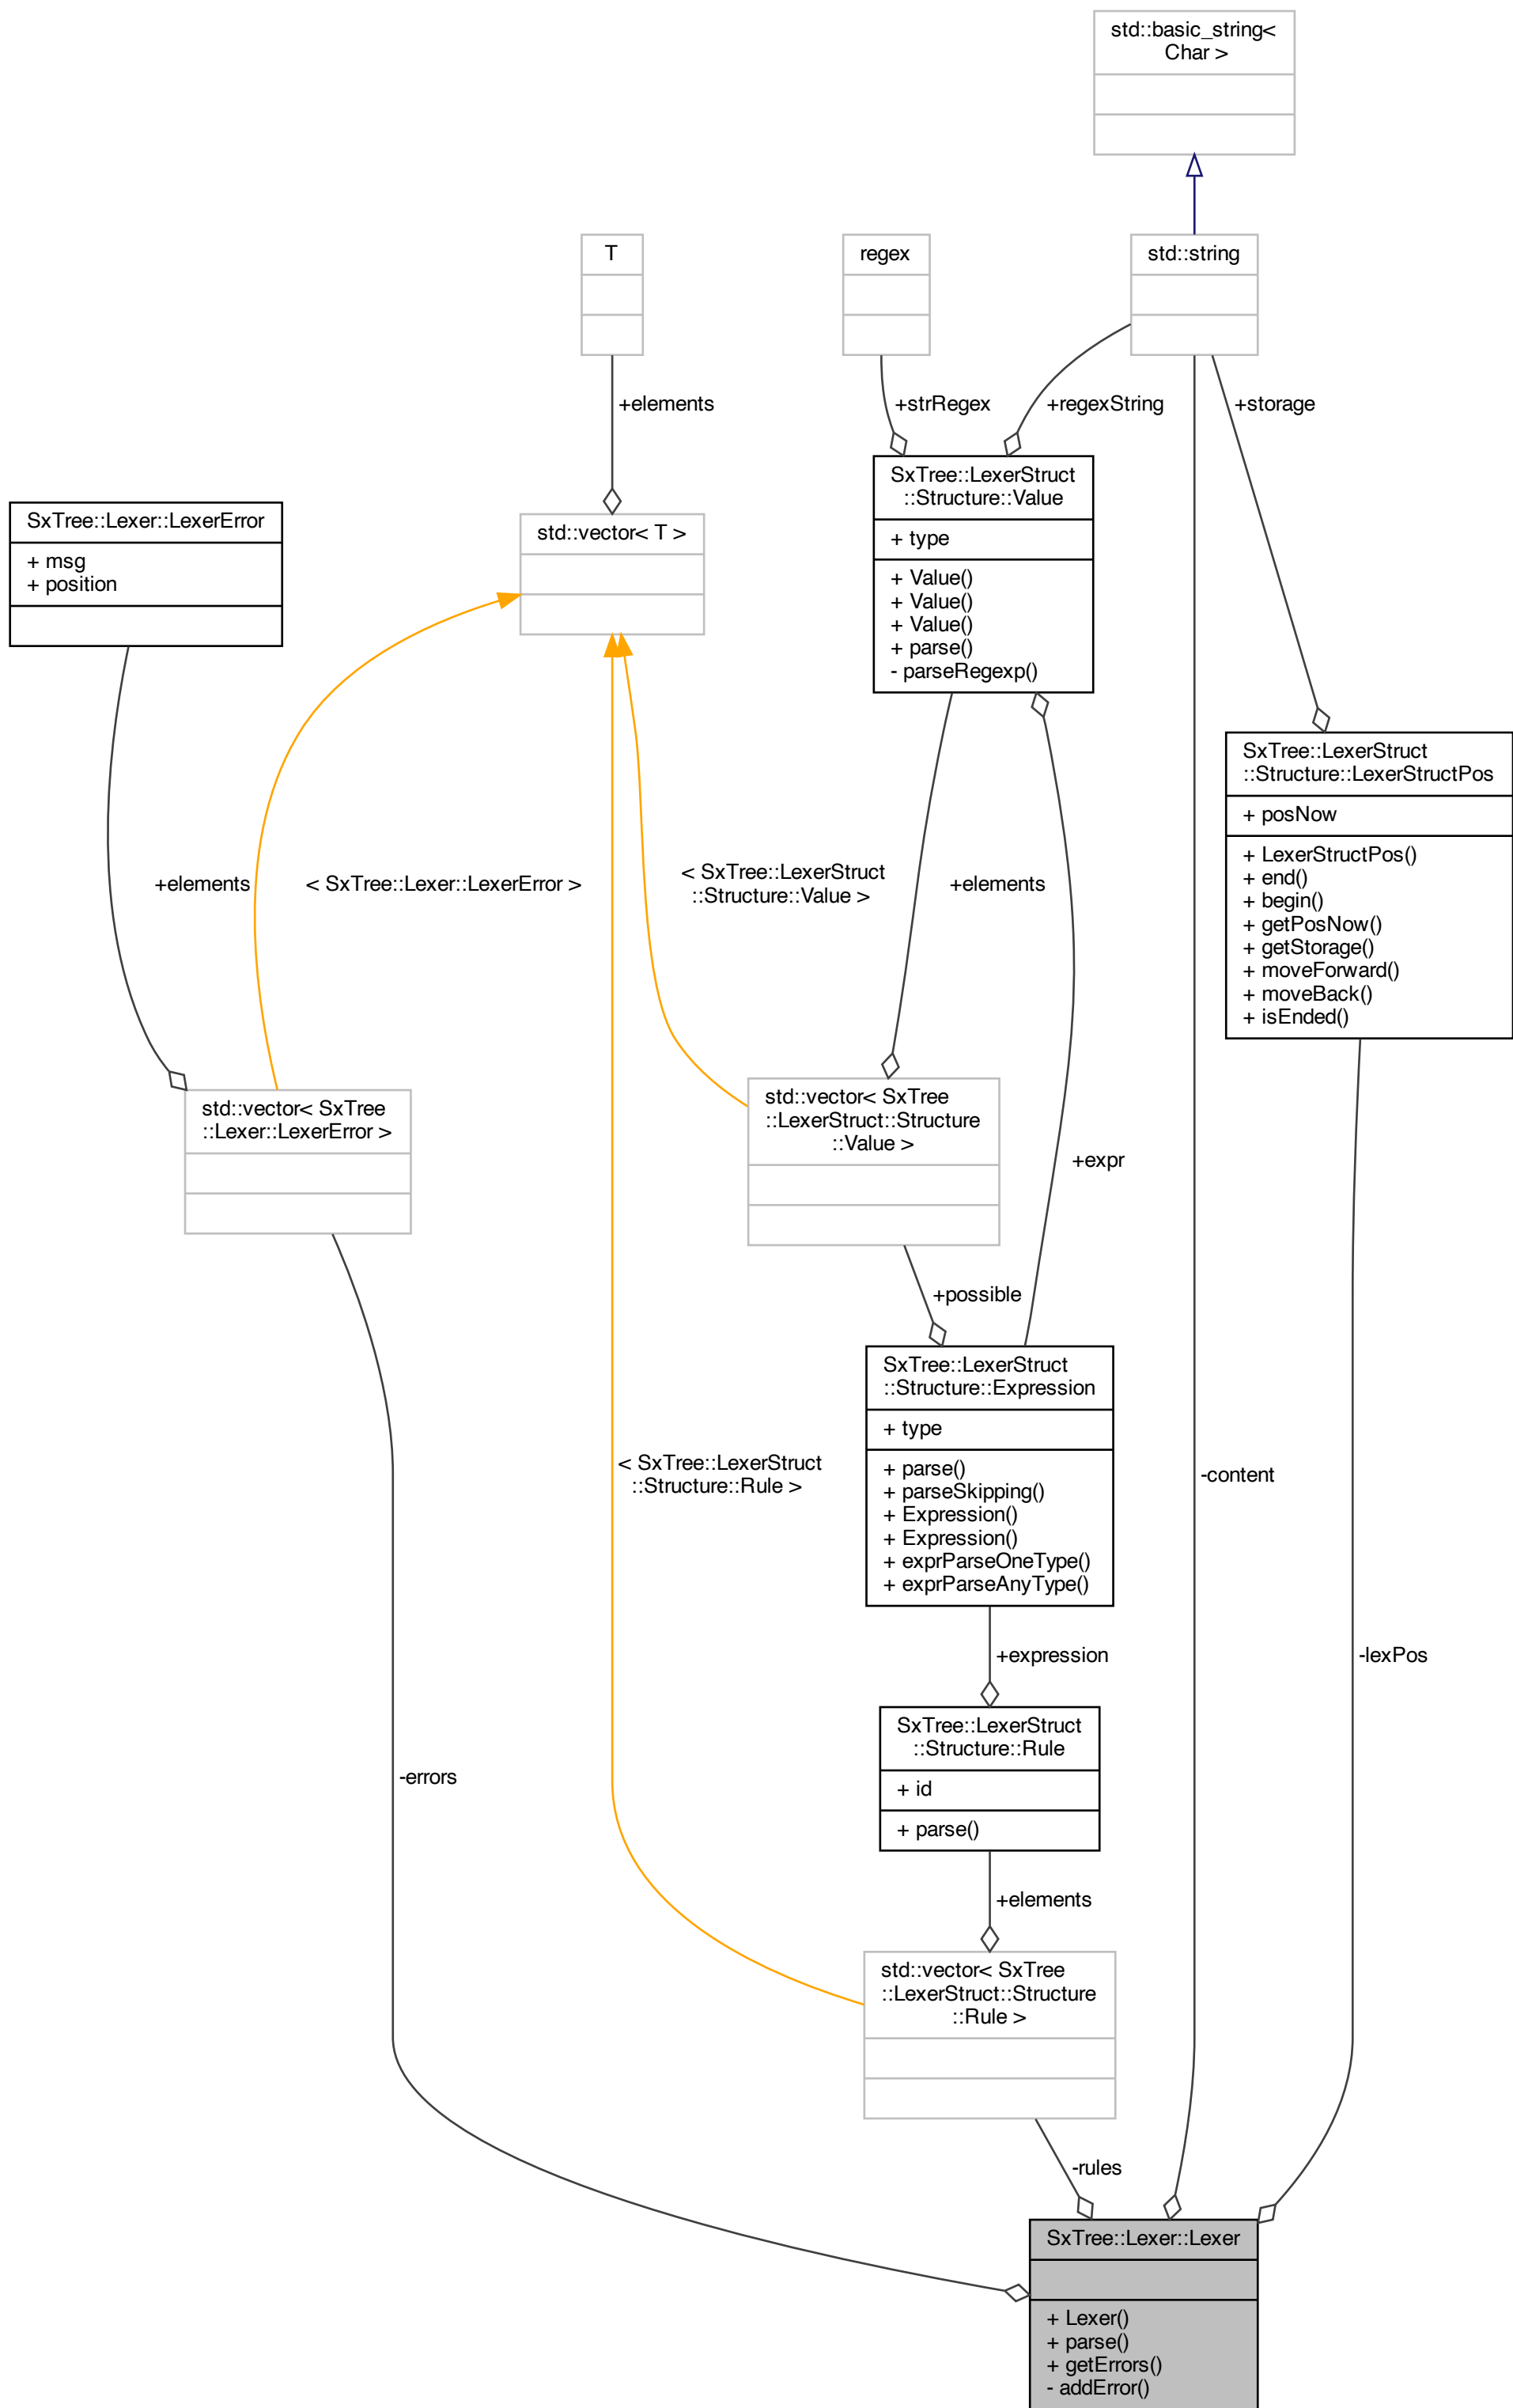 std::basic_string<
Char >
T
regex
std::string
+elements
+strRegex
+regexString
+storage
SxTree::Lexer::LexerError
+ msg
+ position
std::vector< T >
SxTree::LexerStruct
::Structure::Value
+ type
+ Value()
+ Value()
+ Value()
+ parse()
- parseRegexp()
SxTree::LexerStruct
::Structure::LexerStructPos
+ posNow
+ LexerStructPos()
+ end()
+ begin()
+ getPosNow()
+ getStorage()
+ moveForward()
+ moveBack()
+ isEnded()
+elements
< SxTree::Lexer::LexerError >
< SxTree::LexerStruct
::Structure::Value >
+elements
std::vector< SxTree
::Lexer::LexerError >
std::vector< SxTree
::LexerStruct::Structure
::Value >
+expr
+possible
SxTree::LexerStruct
::Structure::Expression
+ type
+ parse()
+ parseSkipping()
+ Expression()
+ Expression()
+ exprParseOneType()
+ exprParseAnyType()
< SxTree::LexerStruct
::Structure::Rule >
-content
+expression
-lexPos
SxTree::LexerStruct
::Structure::Rule
+ id
+ parse()
-errors
+elements
std::vector< SxTree
::LexerStruct::Structure
::Rule >
-rules
SxTree::Lexer::Lexer
+ Lexer()
+ parse()
+ getErrors()
- addError()